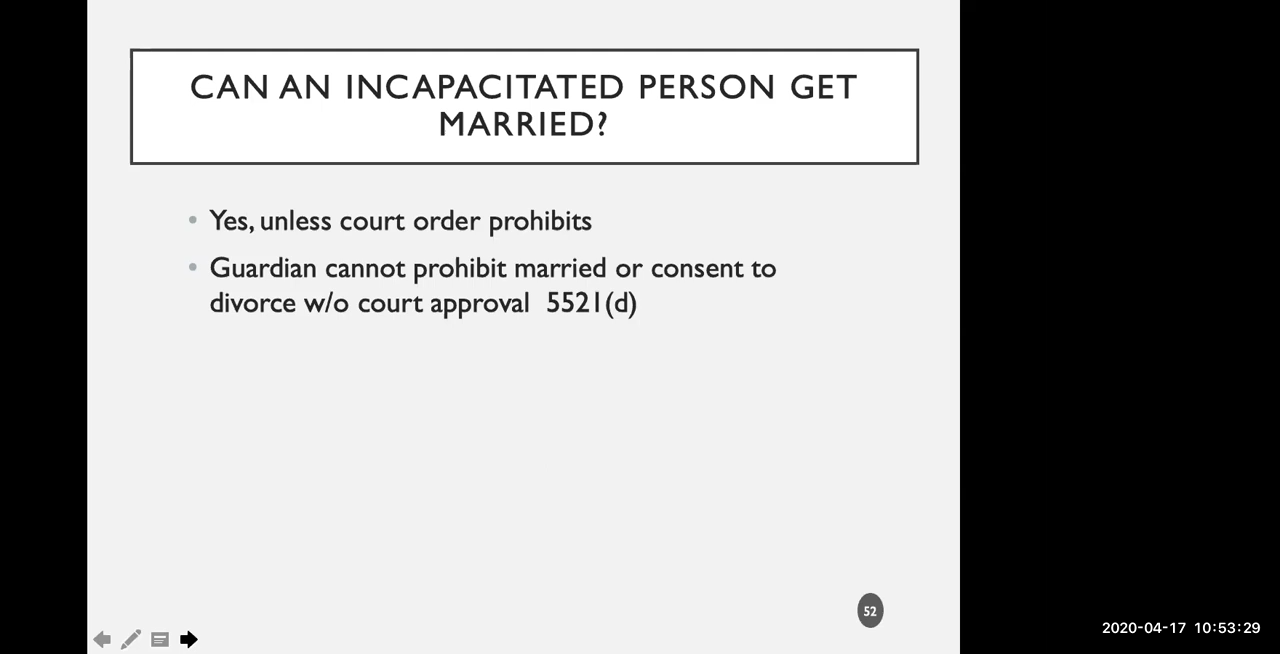 CAN AN INCAPACITATED PERSON GET
MARRIED?
• Yes, unless court order prohibits
• Guardian cannot prohibit married or consent to
divorce w/o court approval 5521(d)
52
2020-04-17 10:53:29